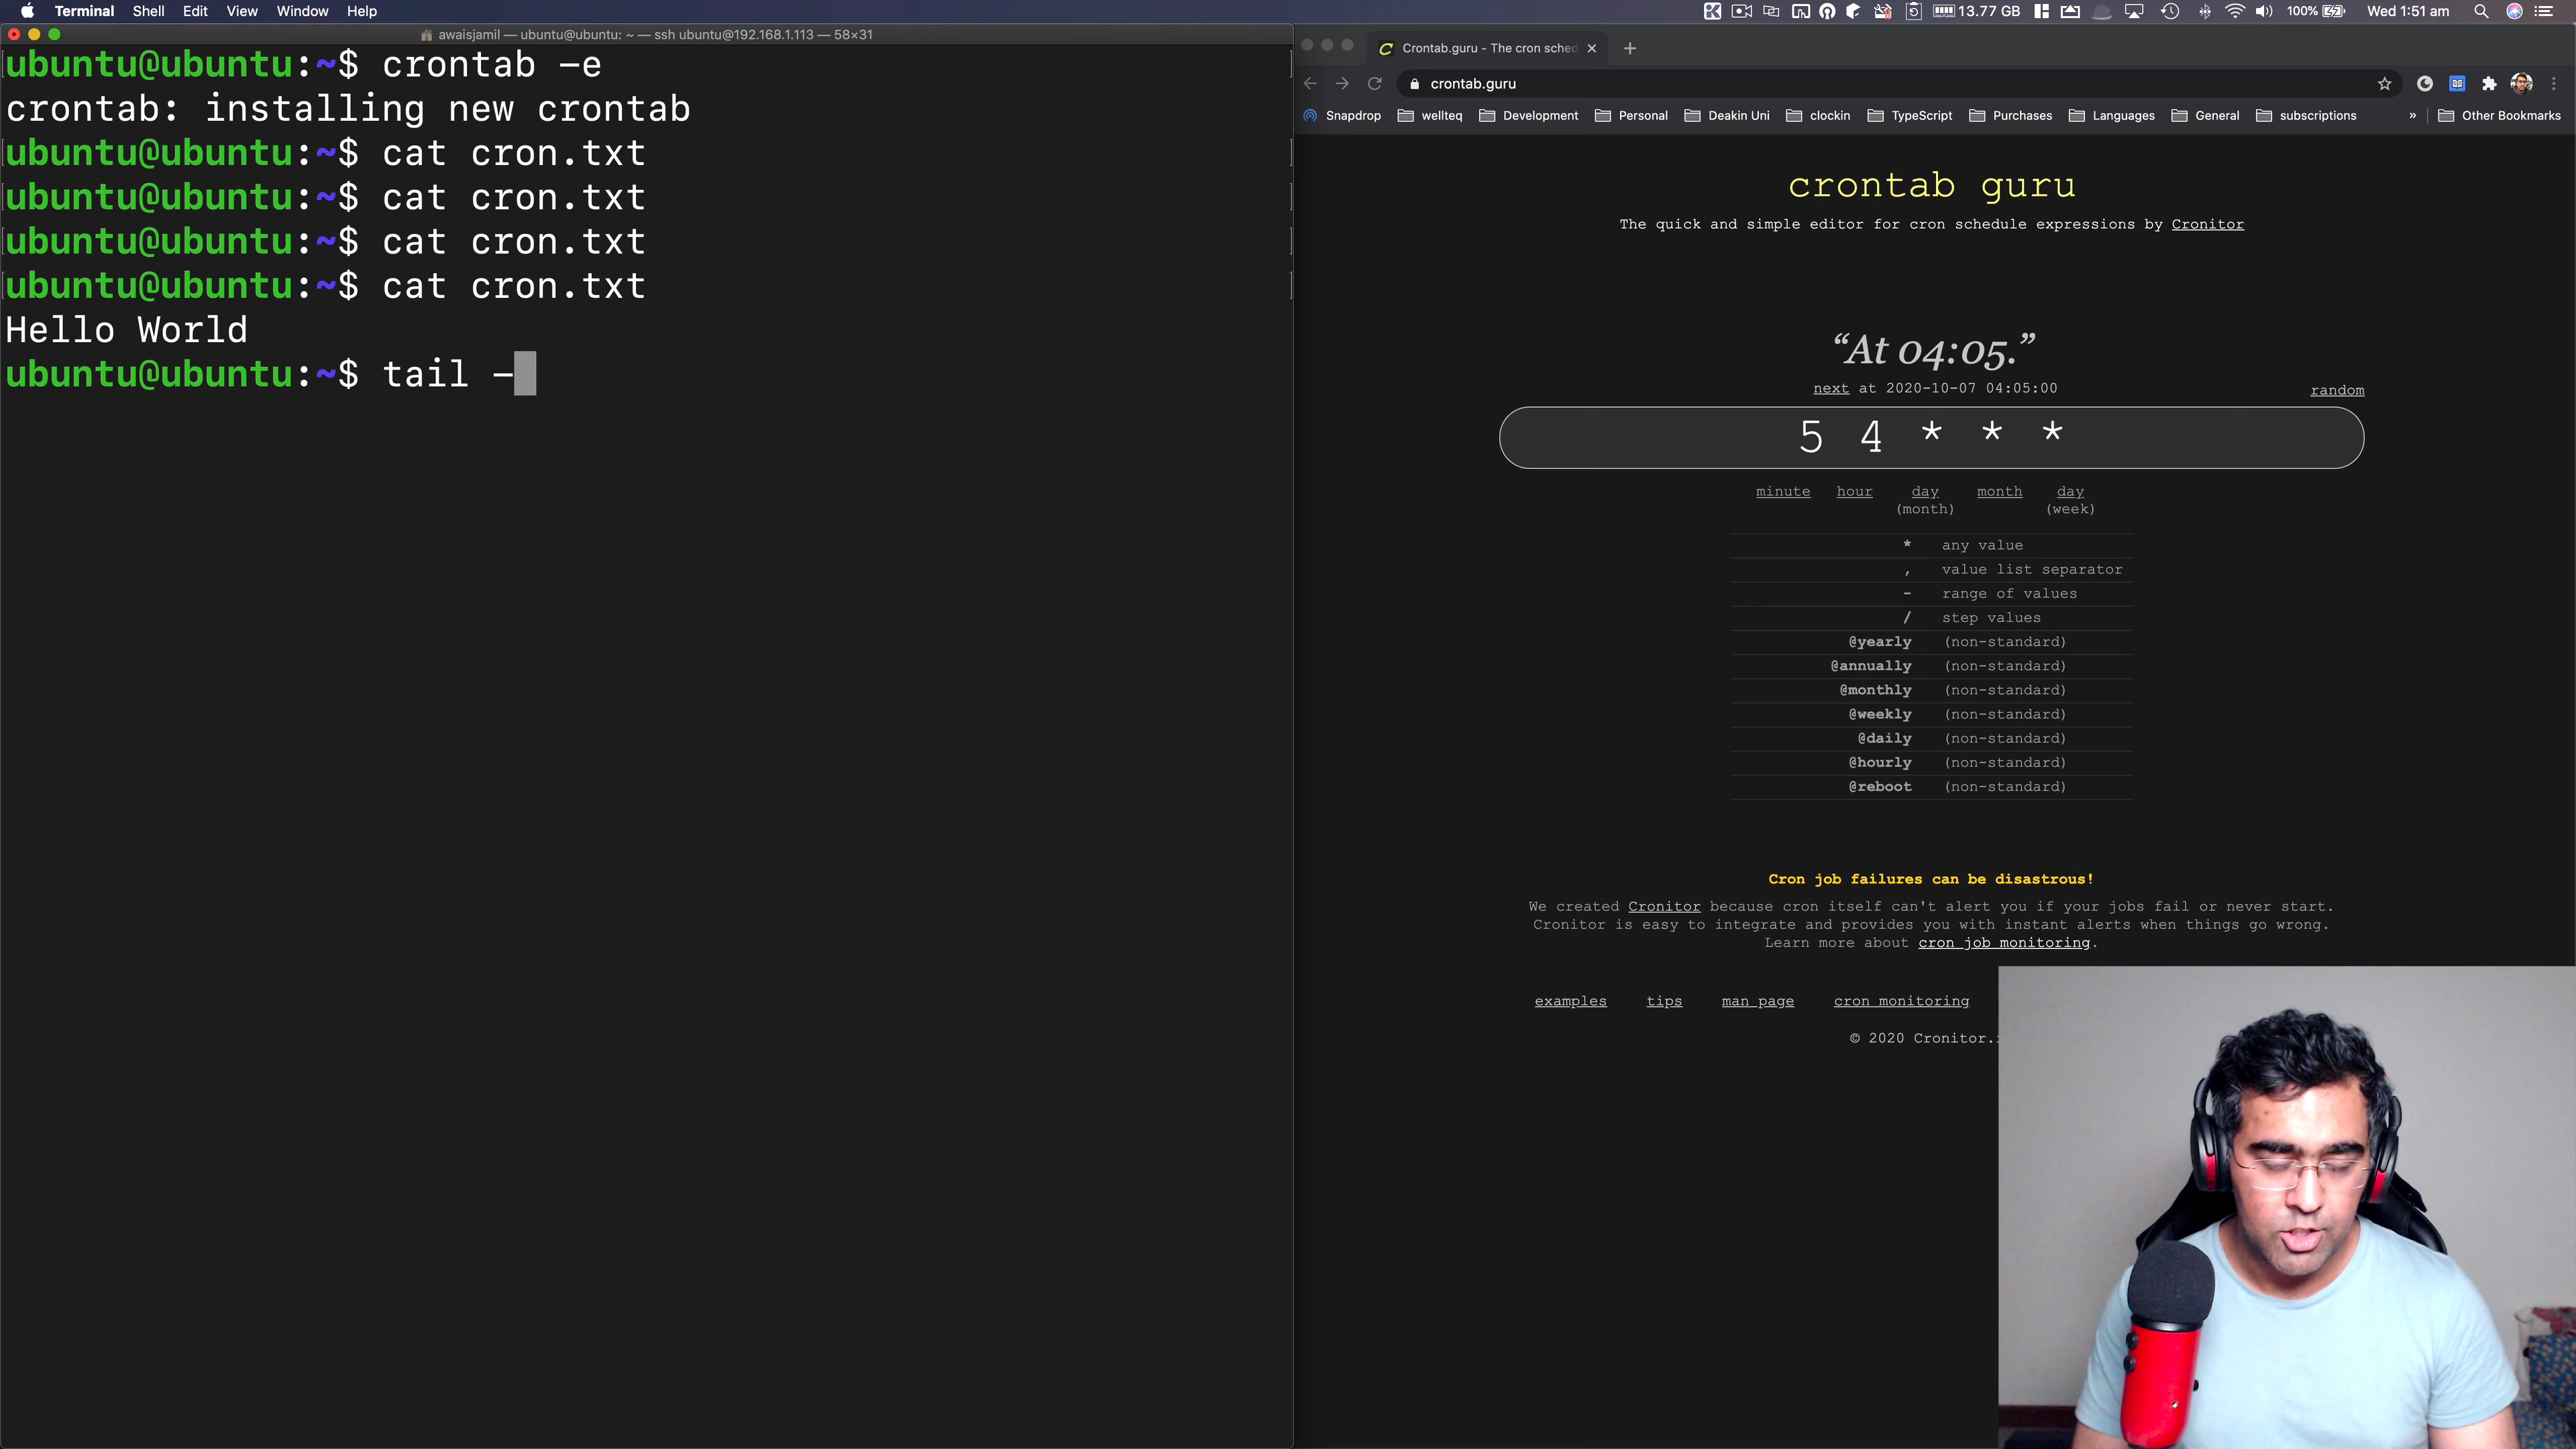 Terminal Shell Edit View Window Help
13.77 GB 100% Wed 1:51 am
awaisjamil — ubuntu@ubuntu: ~ — ssh ubuntu@192.168.1.113 — 58×31
ubuntu@ubuntu:~$ crontab -e
crontab: installing new crontab
ubuntu@ubuntu:~$ cat cron.txt
ubuntu@ubuntu:~$ cat cron.txt
ubuntu@ubuntu:~$ cat cron.txt
ubuntu@ubuntu:~$ cat cron.txt
Hello World
ubuntu@ubuntu:~$ tail -
Crontab.guru - The cron sched
crontab.guru
Snapdrop wellteq Development Personal Deakin Uni clockin TypeScript Purchases Languages General subscriptions » Other Bookmarks
crontab guru
The quick and simple editor for cron schedule expressions by Cronitor
“At 04:05.”
next at 2020-10-07 04:05:00
random
5 4 * * *
minute hour day month day
(month) (week)
* any value
, value list separator
- range of values
/ step values
@yearly (non-standard)
@annually (non-standard)
@monthly (non-standard)
@weekly (non-standard)
@daily (non-standard)
@hourly (non-standard)
@reboot (non-standard)
Cron job failures can be disastrous!
We created Cronitor because cron itself can't alert you if your jobs fail or never start.
Cronitor is easy to integrate and provides you with instant alerts when things go wrong.
Learn more about cron job monitoring.
examples tips man page cron monitoring
© 2020 Cronitor.